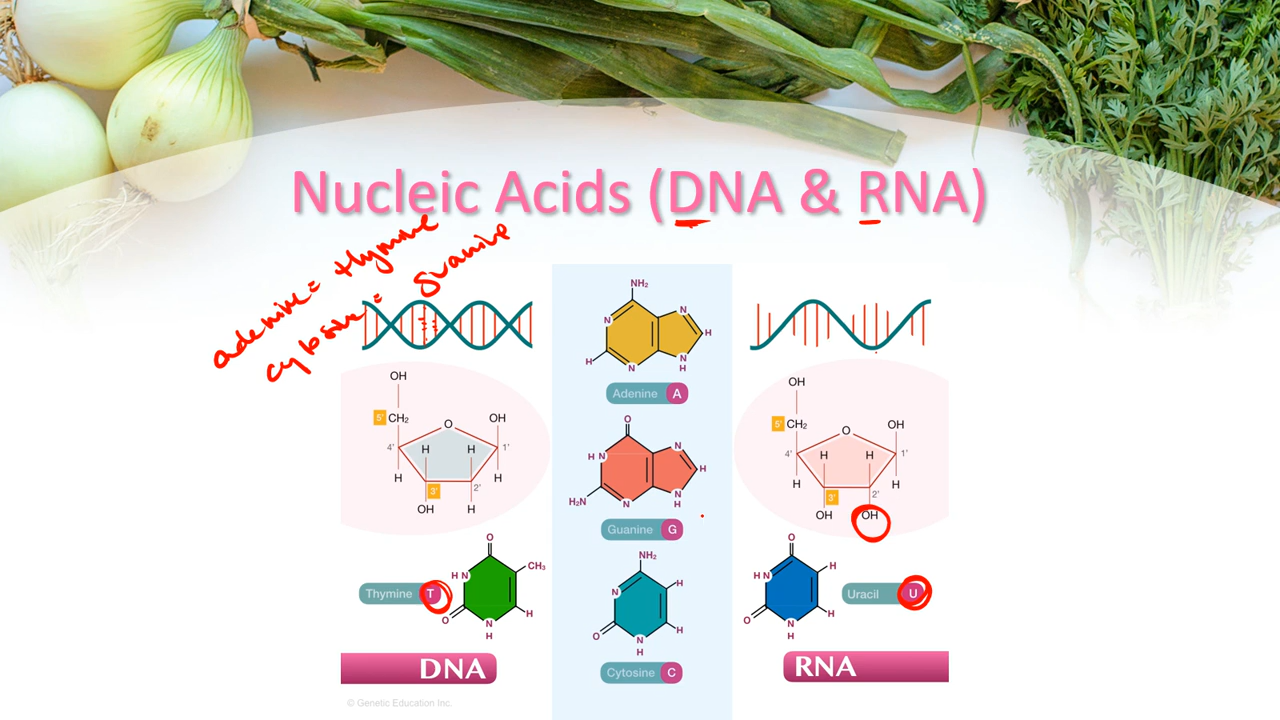 Nucleic Acids (DNA & RNA)
adenine = thymine
cytosine = guanine
NH₂
N
N
N
H
H
N
N
H
Adenine A
OH
5' CH₂
O
OH
4'
H
H
1'
H
3'
2'
H
OH
H
OH
5' CH₂
O
OH
4'
H
H
1'
H
3'
2'
H
OH
OH
O
H N
N
H
H₂N
N
N
H
Guanine G
O
H N
CH₃
Thymine T
O
N
H
H
NH₂
N
H
O
N
H
H
Cytosine C
O
H N
H
Uracil U
O
N
H
H
DNA
RNA
© Genetic Education Inc.